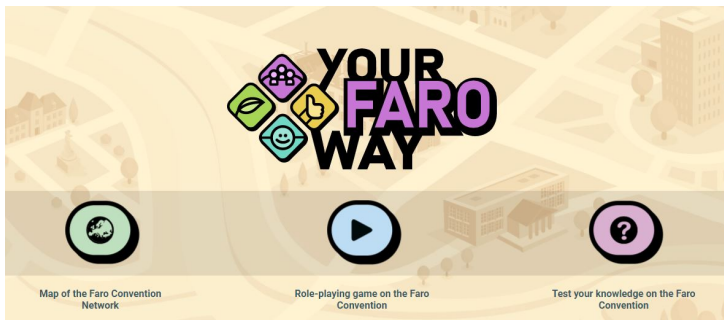 YOUR
FARO
WAY
?
Map of the Faro Convention
Network
Role-playing game on the Faro
Convention
Test your knowledge on the Faro
Convention